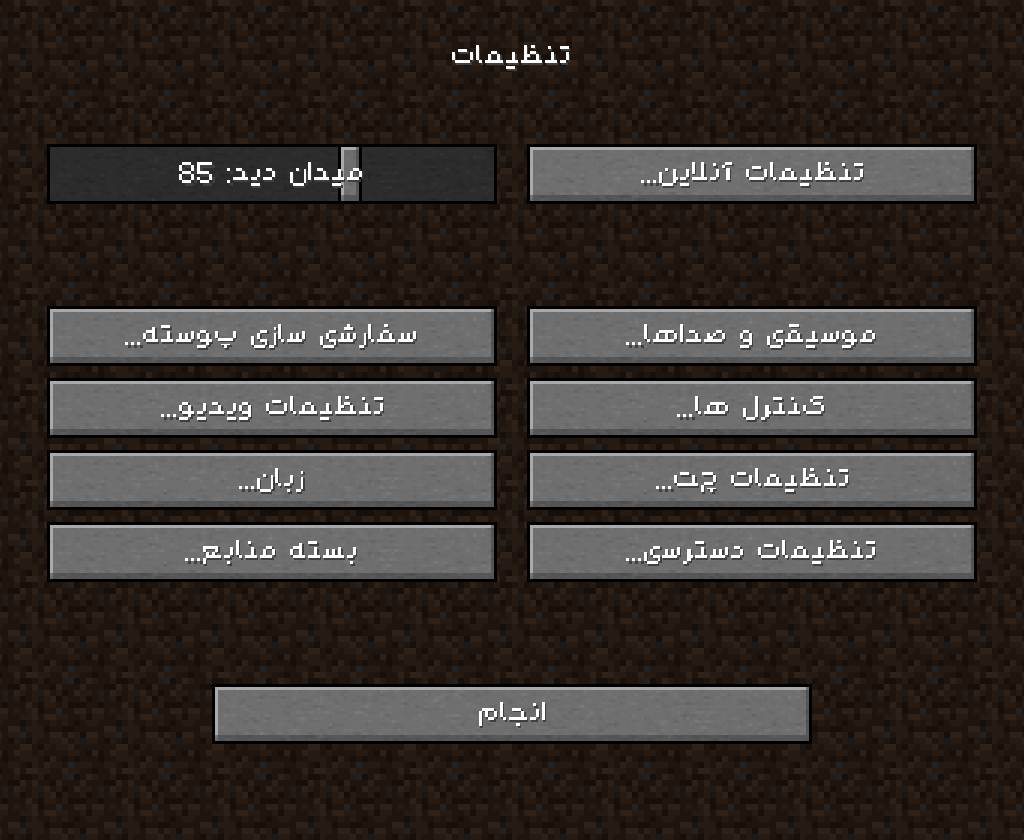 تنظیمات
میدان دید: 85
تنظیمات آنلاین...
سفارشی سازی پوسته...
موسیقی و صداها...
تنظیمات ویدیو...
کنترل ها...
زبان...
تنظیمات چت...
بسته منابع...
تنظیمات دسترسی...
انجام